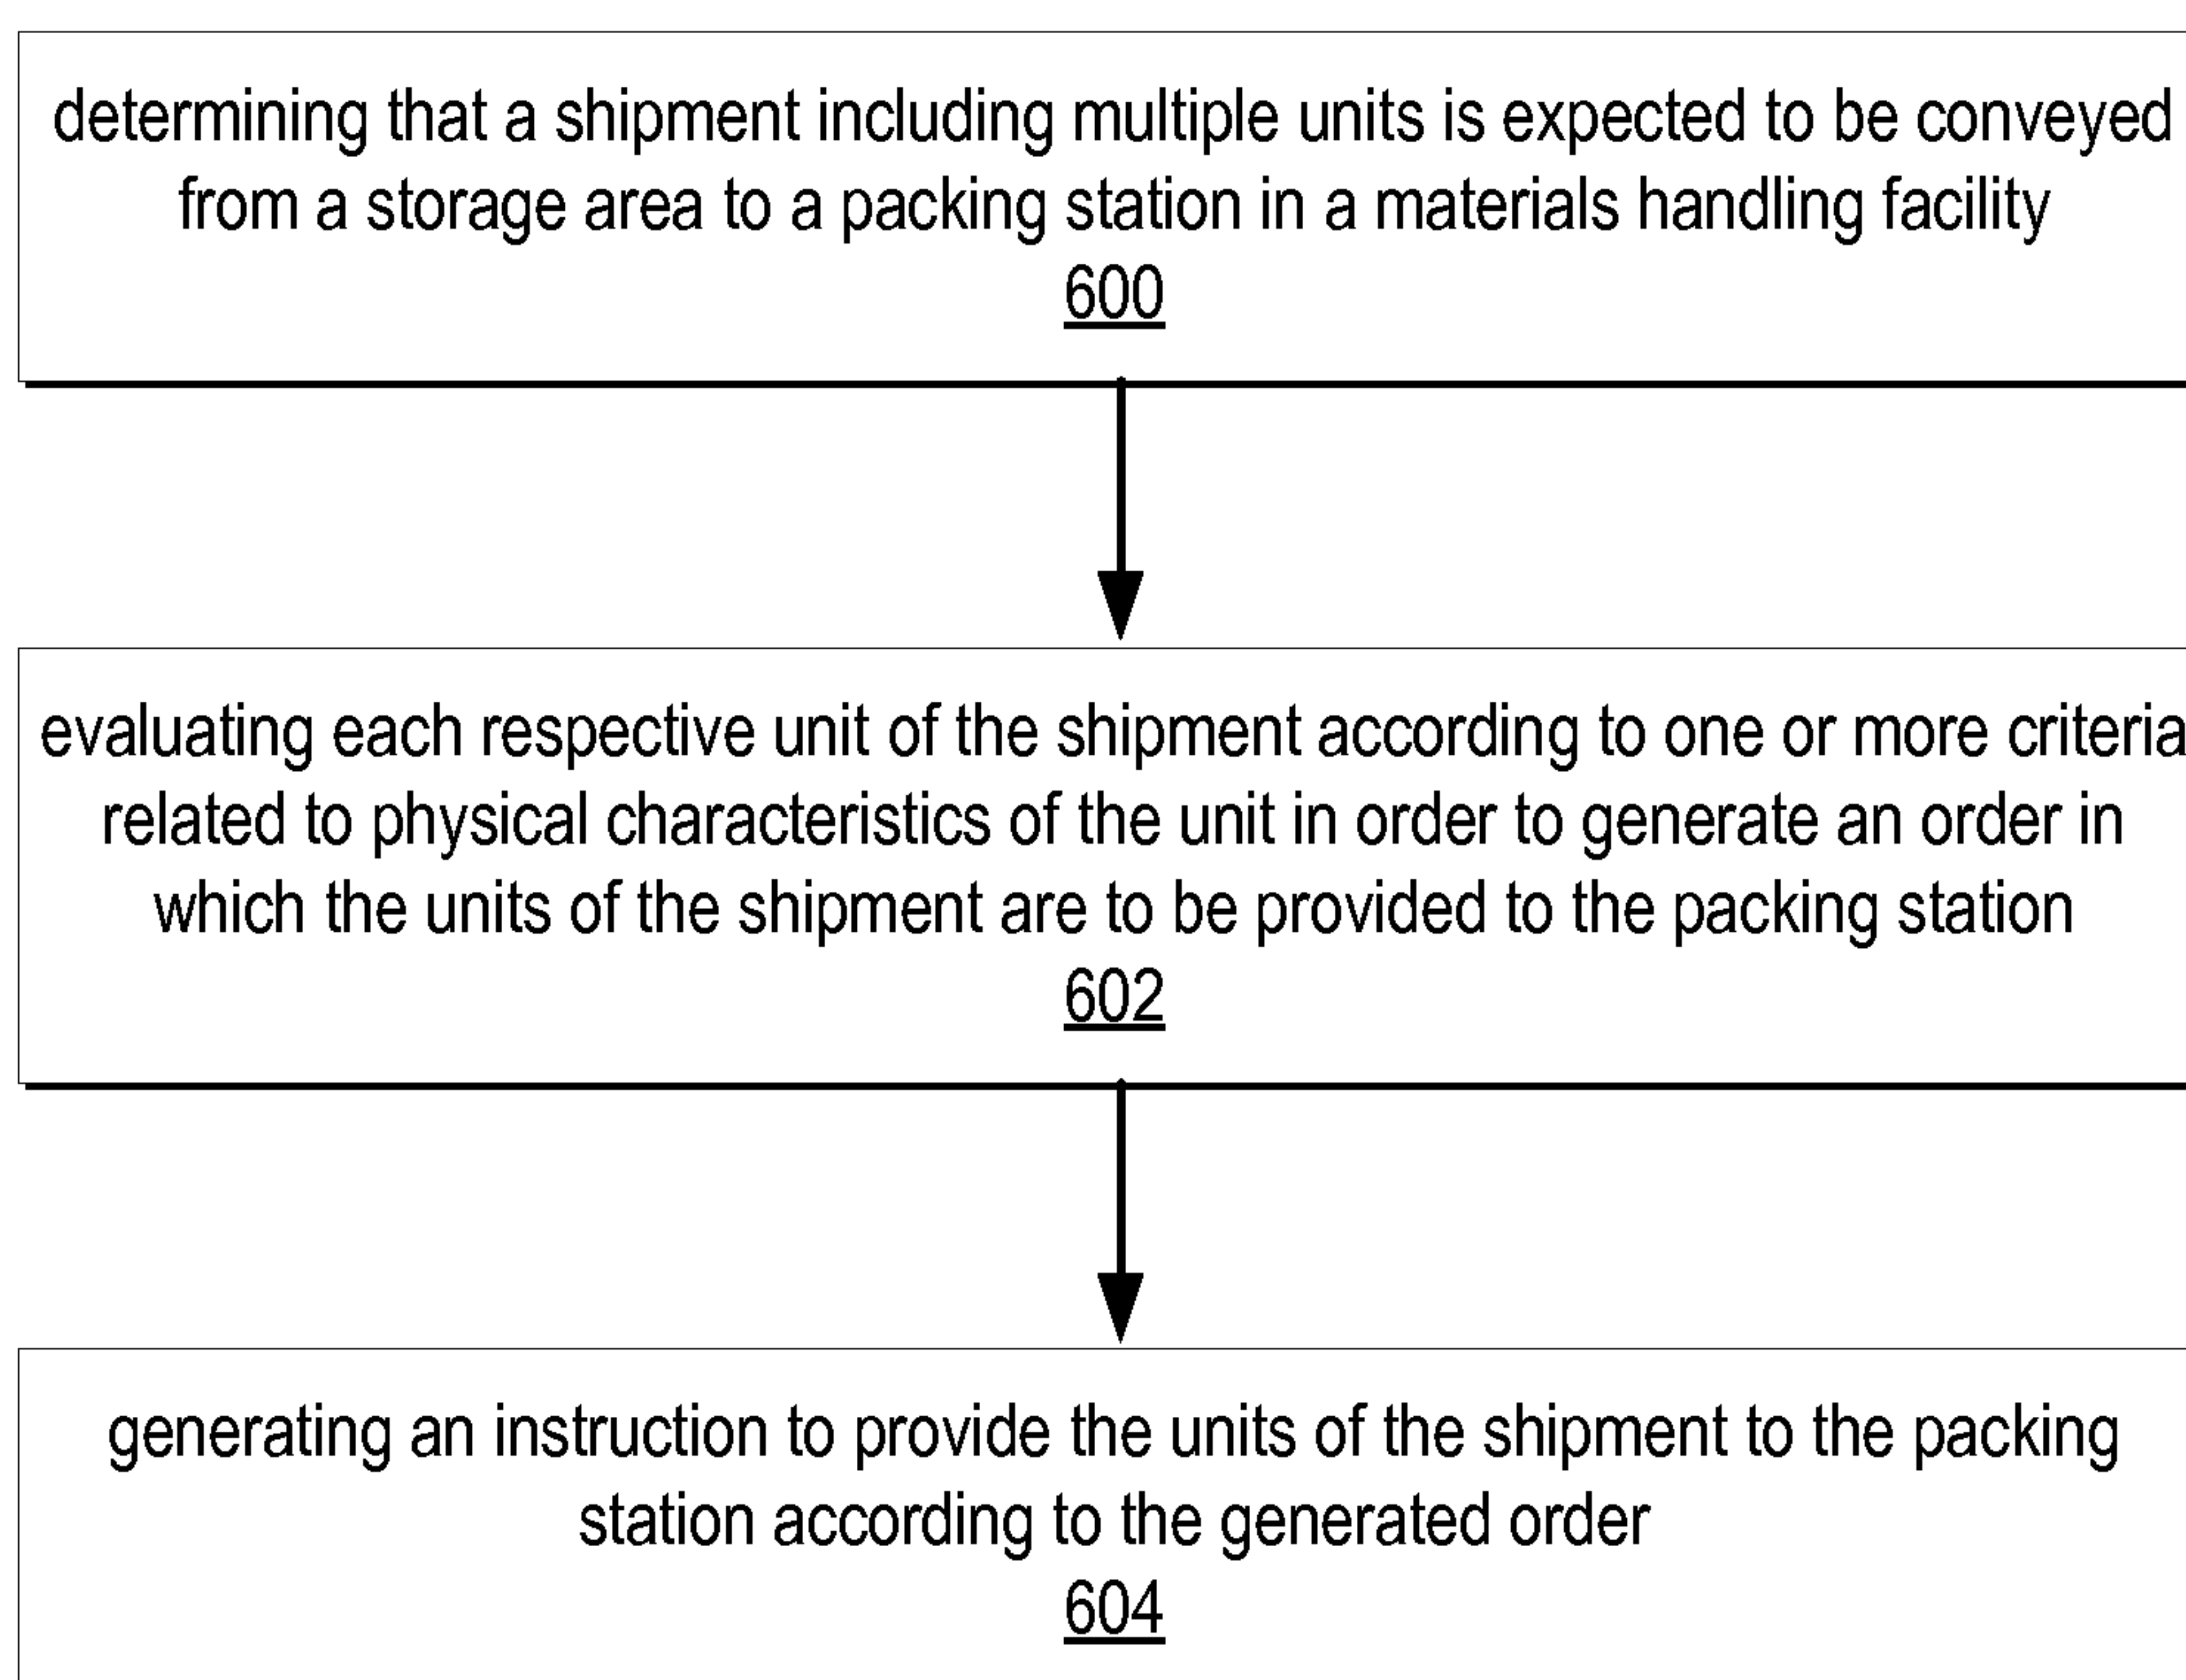 determining that a shipment including multiple units is expected to be conveyed
from a storage area to a packing station in a materials handling facility
600
evaluating each respective unit of the shipment according to one or more criteria
related to physical characteristics of the unit in order to generate an order in
which the units of the shipment are to be provided to the packing station
602
generating an instruction to provide the units of the shipment to the packing
station according to the generated order
604